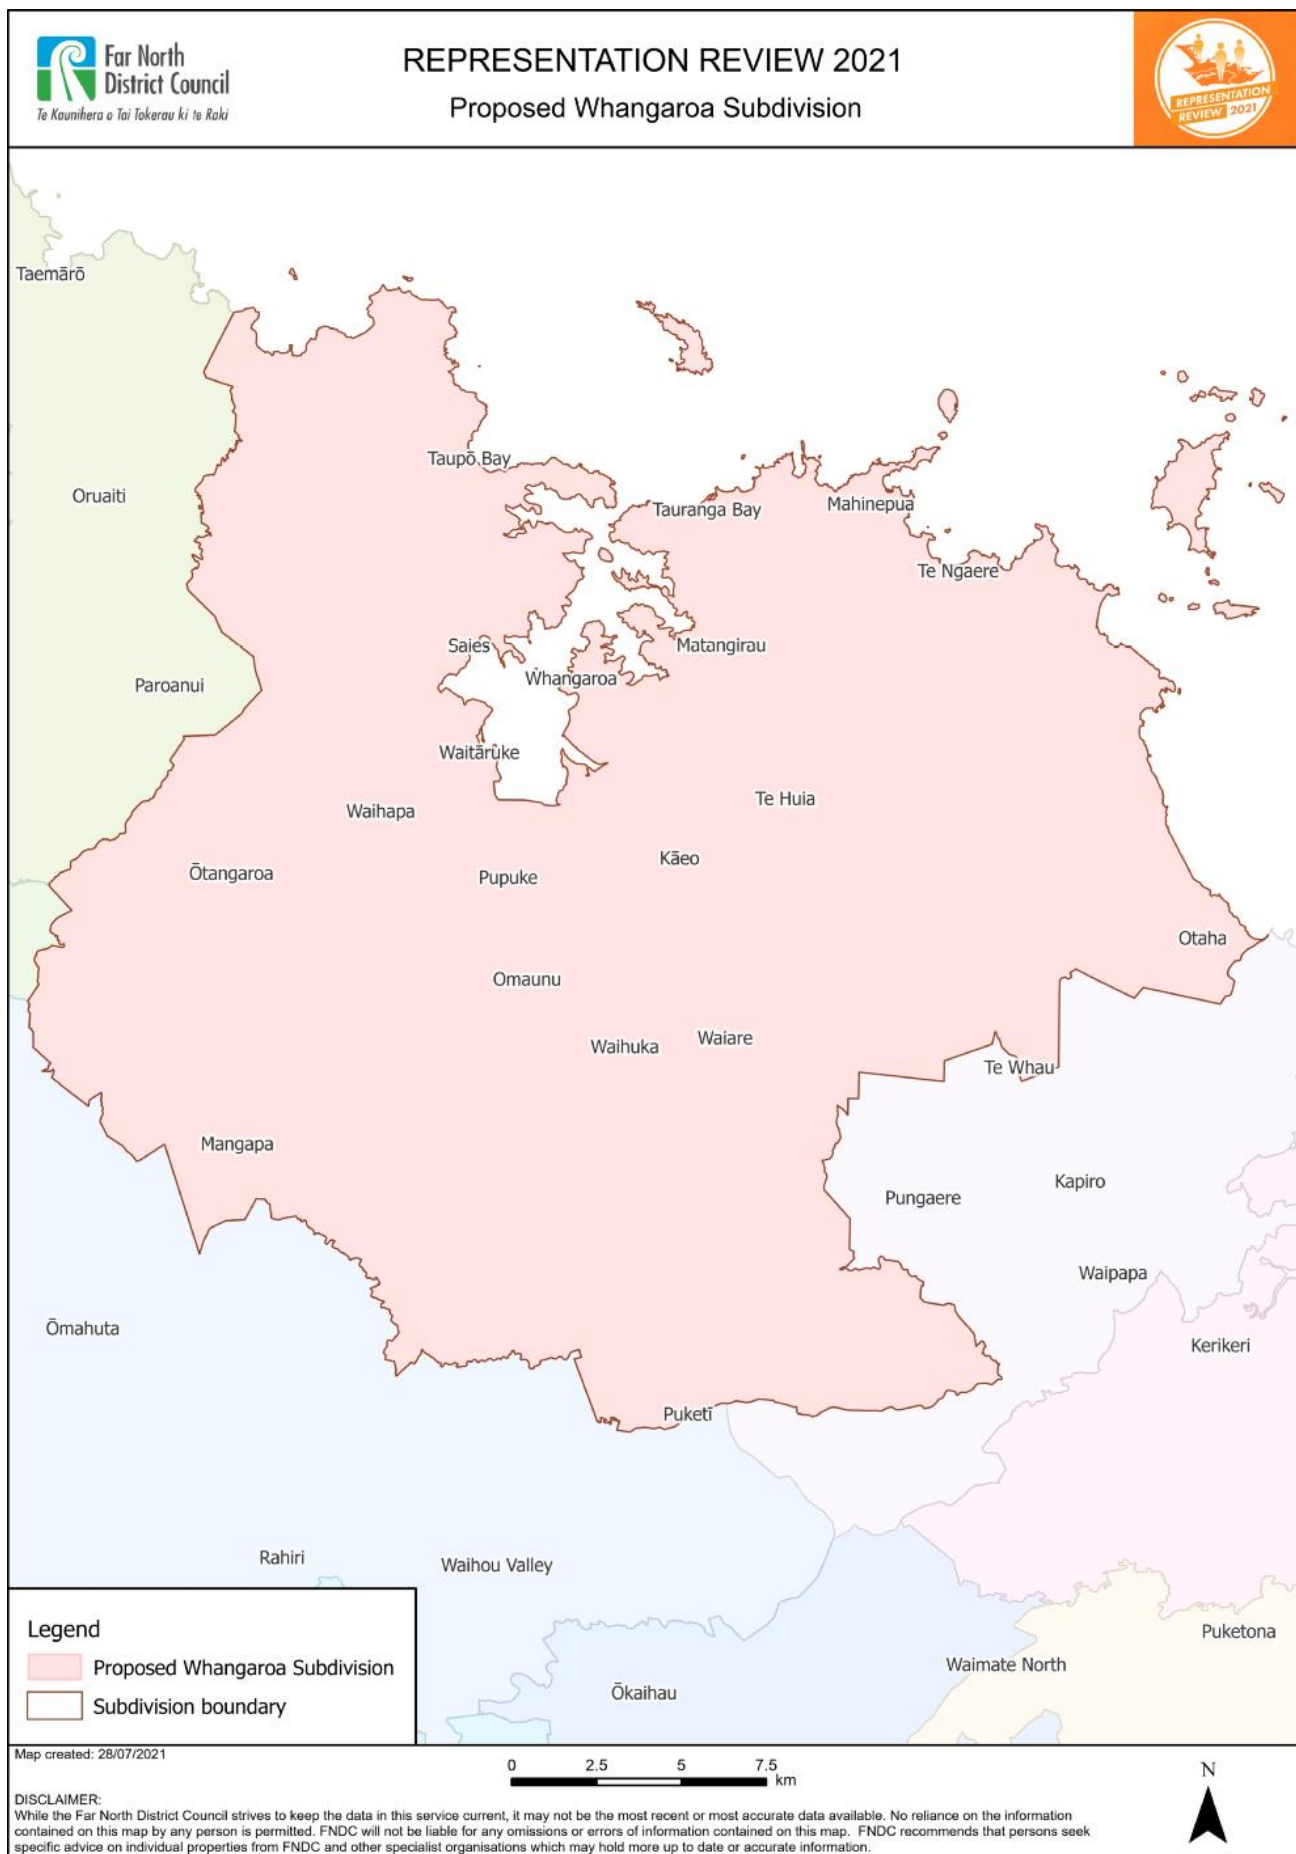 Far North
District Council
Te Kaunihera o Tai Tokerau ki te Raki
REPRESENTATION REVIEW 2021
Proposed Whangaroa Subdivision
REPRESENTATION
REVIEW 2021
Taemārō
Taupō Bay
Oruaiti
Tauranga Bay
Mahinepua
Te Ngaere
Saies
Matangirau
Whangaroa
Paroanui
Waitāruke
Te Huia
Waihapa
Kāeo
Ōtangaroa
Pupuke
Otaha
Omaunu
Waiare
Waihuka
Te Whau
Mangapa
Kapiro
Pungaere
Waipapa
Ōmahuta
Kerikeri
Puketī
Rahiri
Waihou Valley
Puketona
Waimate North
Ōkaihau
Legend
Proposed Whangaroa Subdivision
Subdivision boundary
Map created: 28/07/2021
0 2.5 5 7.5
km
N
DISCLAIMER:
While the Far North District Council strives to keep the data in this service current, it may not be the most recent or most accurate data available. No reliance on the information
contained on this map by any person is permitted. FNDC will not be liable for any omissions or errors of information contained on this map. FNDC recommends that persons seek
specific advice on individual properties from FNDC and other specialist organisations which may hold more up to date or accurate information.